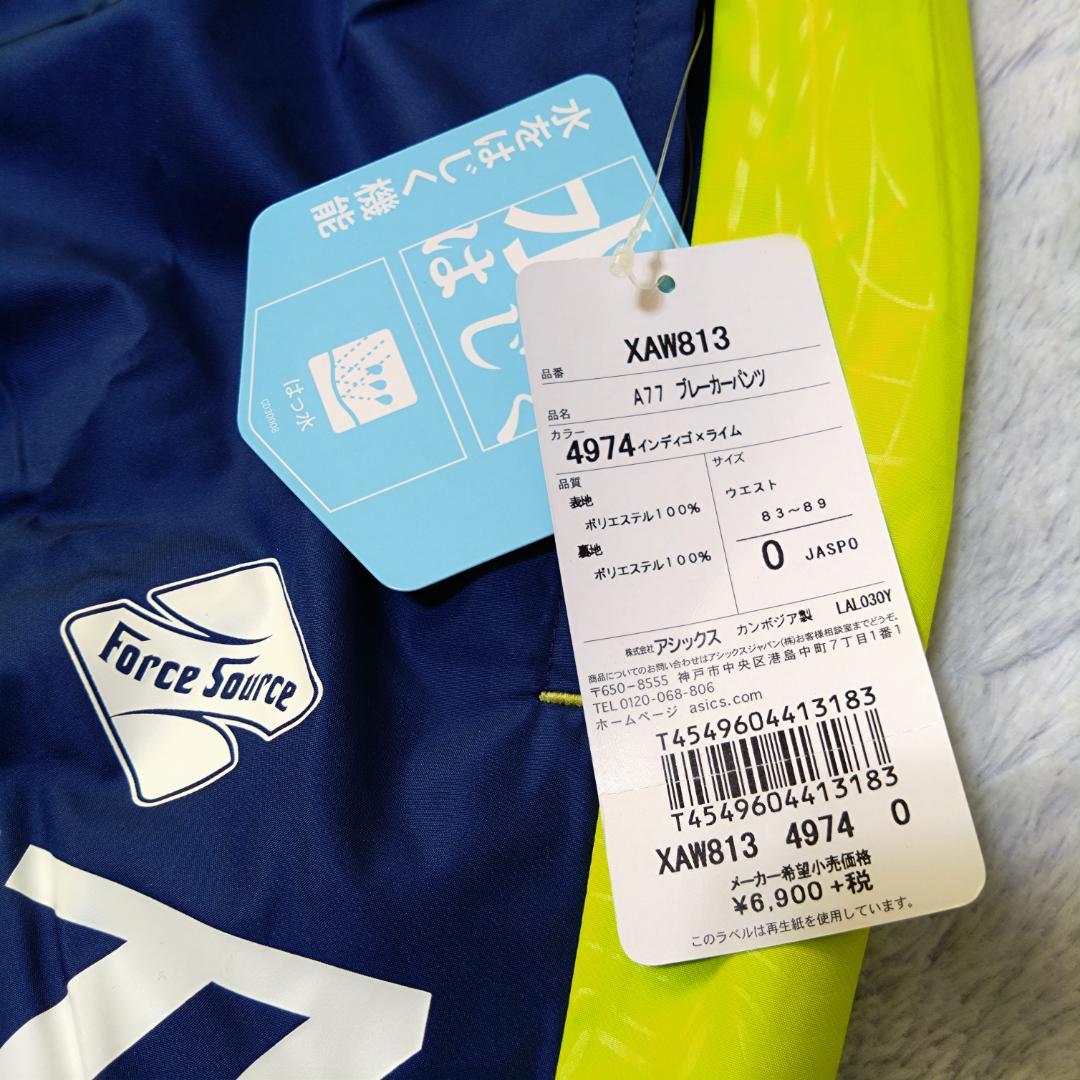 水をはじく機能
水
はじく
はっ水
Force Source
XAW813
品番
A77 ブレーカーパンツ
品名
カラー
4974インディゴ×ライム
品質
表地
ポリエステル100%
裏地
ポリエステル100%
サイズ
ウエスト
83～89
0 JASPO
株式会社アシックス カンボジア製 LAL030Y
商品についてのお問い合わせはアシックスジャパン(株)お客様相談室までどうぞ。
〒650-8555 神戸市中央区港島中町7丁目1番1
TEL 0120-068-806
ホームページ asics.com
T4549604413183
T4549604413183
XAW813 4974 0
メーカー希望小売価格
¥6,900+税
このラベルは再生紙を使用しています。